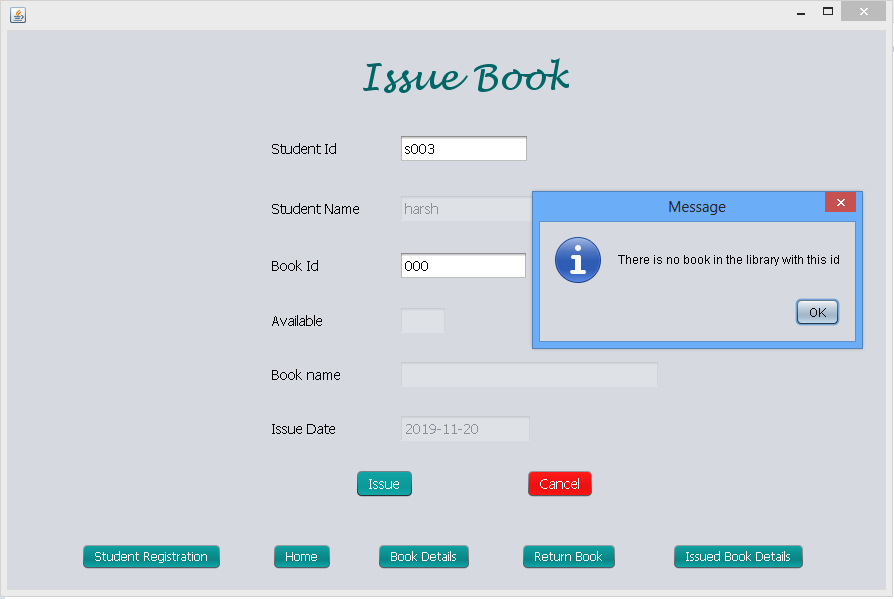 Issue Book
Student Id
s003
Student Name
harsh
Message
There is no book in the library with this id
OK
Book Id
000
Available
Book name
Issue Date
2019-11-20
Issue
Cancel
Student Registration
Home
Book Details
Return Book
Issued Book Details